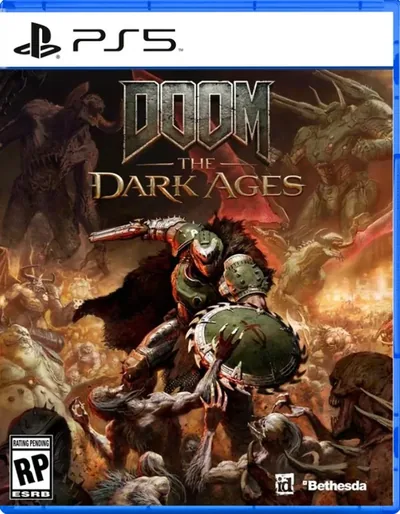 PS5
DOOM
THE
DARK AGES
RATING PENDING
RP
ESRB
id
Bethesda